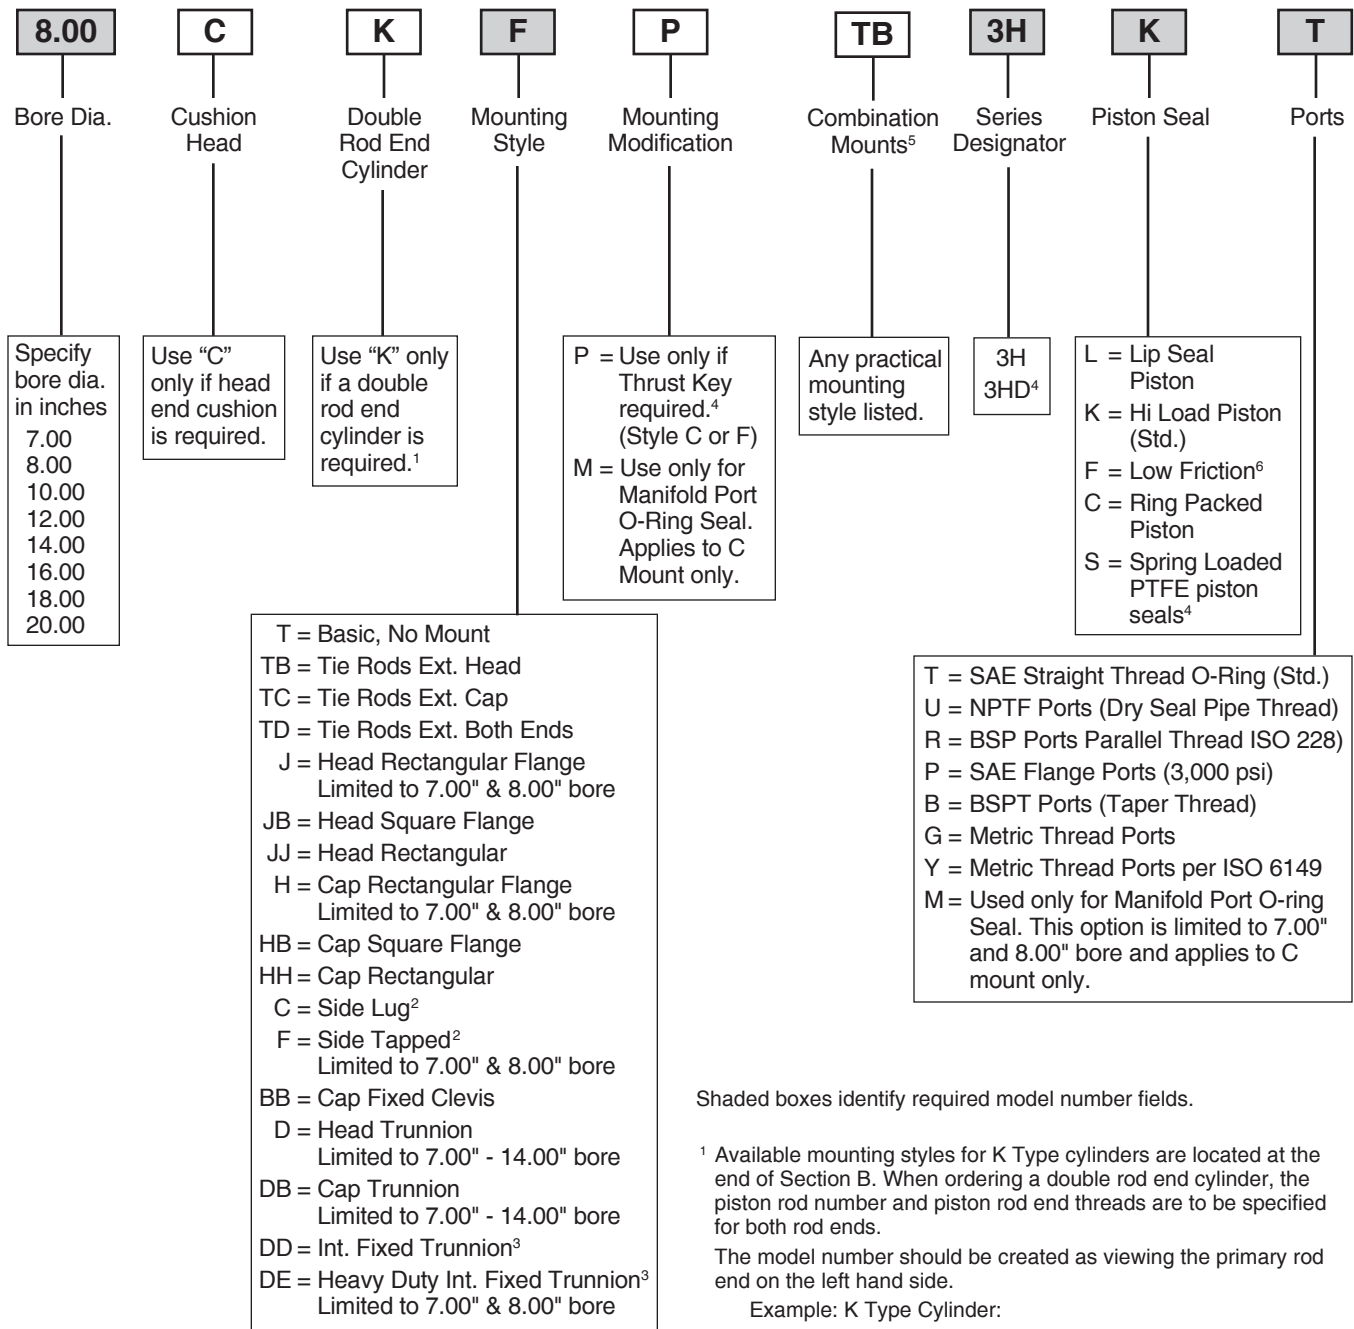 8.00 C K F P TB 3H K T
Bore Dia.
Cushion
Head
Double
Rod End
Cylinder
Mounting
Style
Mounting
Modification
Combination
Mounts⁵
Series
Designator
Piston Seal
Ports
Specify
bore dia.
in inches
7.00
8.00
10.00
12.00
14.00
16.00
18.00
20.00
Use “C”
only if head
end cushion
is required.
Use “K” only
if a double
rod end
cylinder is
required.¹
P = Use only if
Thrust Key
required.⁴
(Style C or F)
M = Use only for
Manifold Port
O-Ring Seal.
Applies to C
Mount only.
Any practical
mounting
style listed.
3H
3HD⁴
L = Lip Seal
Piston
K = Hi Load Piston
(Std.)
F = Low Friction⁶
C = Ring Packed
Piston
S = Spring Loaded
PTFE piston
seals⁴
T = Basic, No Mount
TB = Tie Rods Ext. Head
TC = Tie Rods Ext. Cap
TD = Tie Rods Ext. Both Ends
J = Head Rectangular Flange
Limited to 7.00" & 8.00" bore
JB = Head Square Flange
JJ = Head Rectangular
H = Cap Rectangular Flange
Limited to 7.00" & 8.00" bore
HB = Cap Square Flange
HH = Cap Rectangular
C = Side Lug²
F = Side Tapped²
Limited to 7.00" & 8.00" bore
BB = Cap Fixed Clevis
D = Head Trunnion
Limited to 7.00" - 14.00" bore
DB = Cap Trunnion
Limited to 7.00" - 14.00" bore
DD = Int. Fixed Trunnion³
DE = Heavy Duty Int. Fixed Trunnion³
Limited to 7.00" & 8.00" bore
T = SAE Straight Thread O-Ring (Std.)
U = NPTF Ports (Dry Seal Pipe Thread)
R = BSP Ports Parallel Thread ISO 228)
P = SAE Flange Ports (3,000 psi)
B = BSPT Ports (Taper Thread)
G = Metric Thread Ports
Y = Metric Thread Ports per ISO 6149
M = Used only for Manifold Port O-ring
Seal. This option is limited to 7.00"
and 8.00" bore and applies to C
mount only.
Shaded boxes identify required model number fields.
¹ Available mounting styles for K Type cylinders are located at the
end of Section B. When ordering a double rod end cylinder, the
piston rod number and piston rod end threads are to be specified
for both rod ends.
The model number should be created as viewing the primary rod
end on the left hand side.
Example: K Type Cylinder: